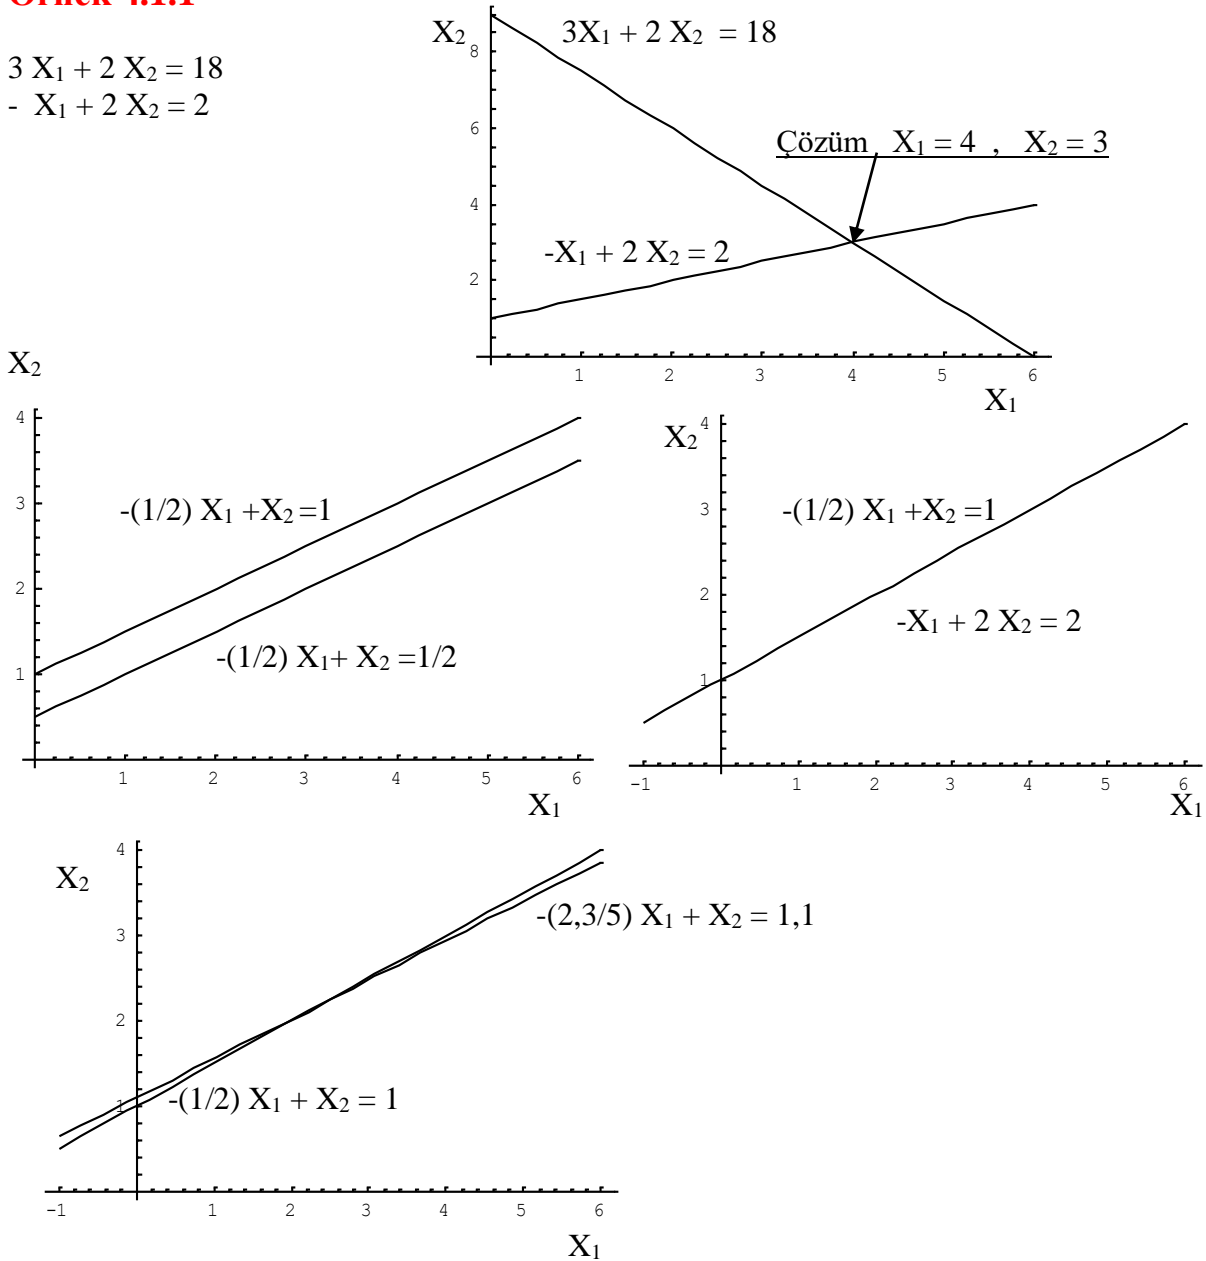 Örnek 4.1.1
3 X₁ + 2 X₂ = 18
- X₁ + 2 X₂ = 2
X₂
3X₁ + 2 X₂ = 18
8
6
Çözüm X₁ = 4 , X₂ = 3
4
-X₁ + 2 X₂ = 2
2
1 2 3 4 5 6
X₁
X₂
4
-(1/2) X₁ +X₂ =1
3
2
-(1/2) X₁+ X₂ =1/2
1
1 2 3 4 5 6
X₁
X₂
4
-(1/2) X₁ +X₂ =1
3
2
-X₁ + 2 X₂ = 2
1
-1 1 2 3 4 5 6
X₁
4
X₂
-(2,3/5) X₁ + X₂ = 1,1
3
2
1
-(1/2) X₁ + X₂ = 1
-1 1 2 3 4 5 6
X₁